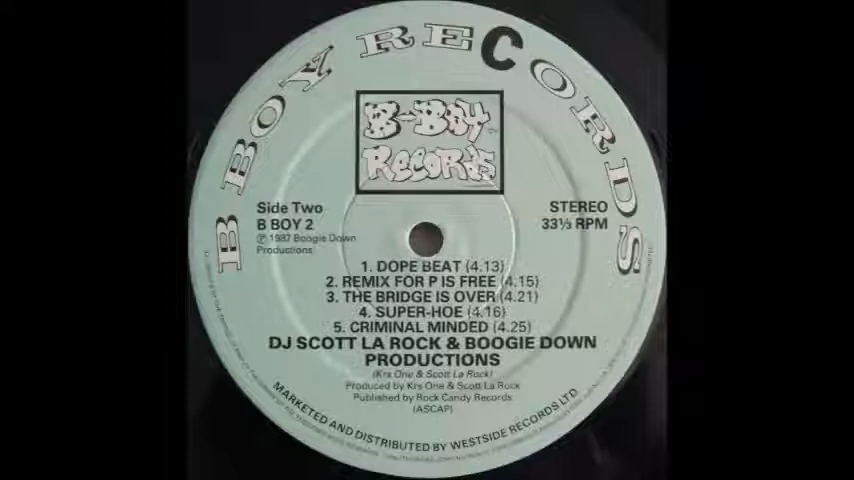 B BOY RECORDS
B-BOY
RECORDS
Side Two
B BOY 2
℗ 1987 Boogie Down
Productions
STEREO
33⅓ RPM
1. DOPE BEAT (4.13)
2. REMIX FOR P IS FREE (4.15)
3. THE BRIDGE IS OVER (4.21)
4. SUPER-HOE (4.16)
5. CRIMINAL MINDED (4.25)
DJ SCOTT LA ROCK & BOOGIE DOWN
PRODUCTIONS
(Krs One & Scott La Rock)
Produced by Krs One & Scott La Rock
Published by Rock Candy Records
(ASCAP)
MARKETED AND DISTRIBUTED BY WESTSIDE RECORDS LTD